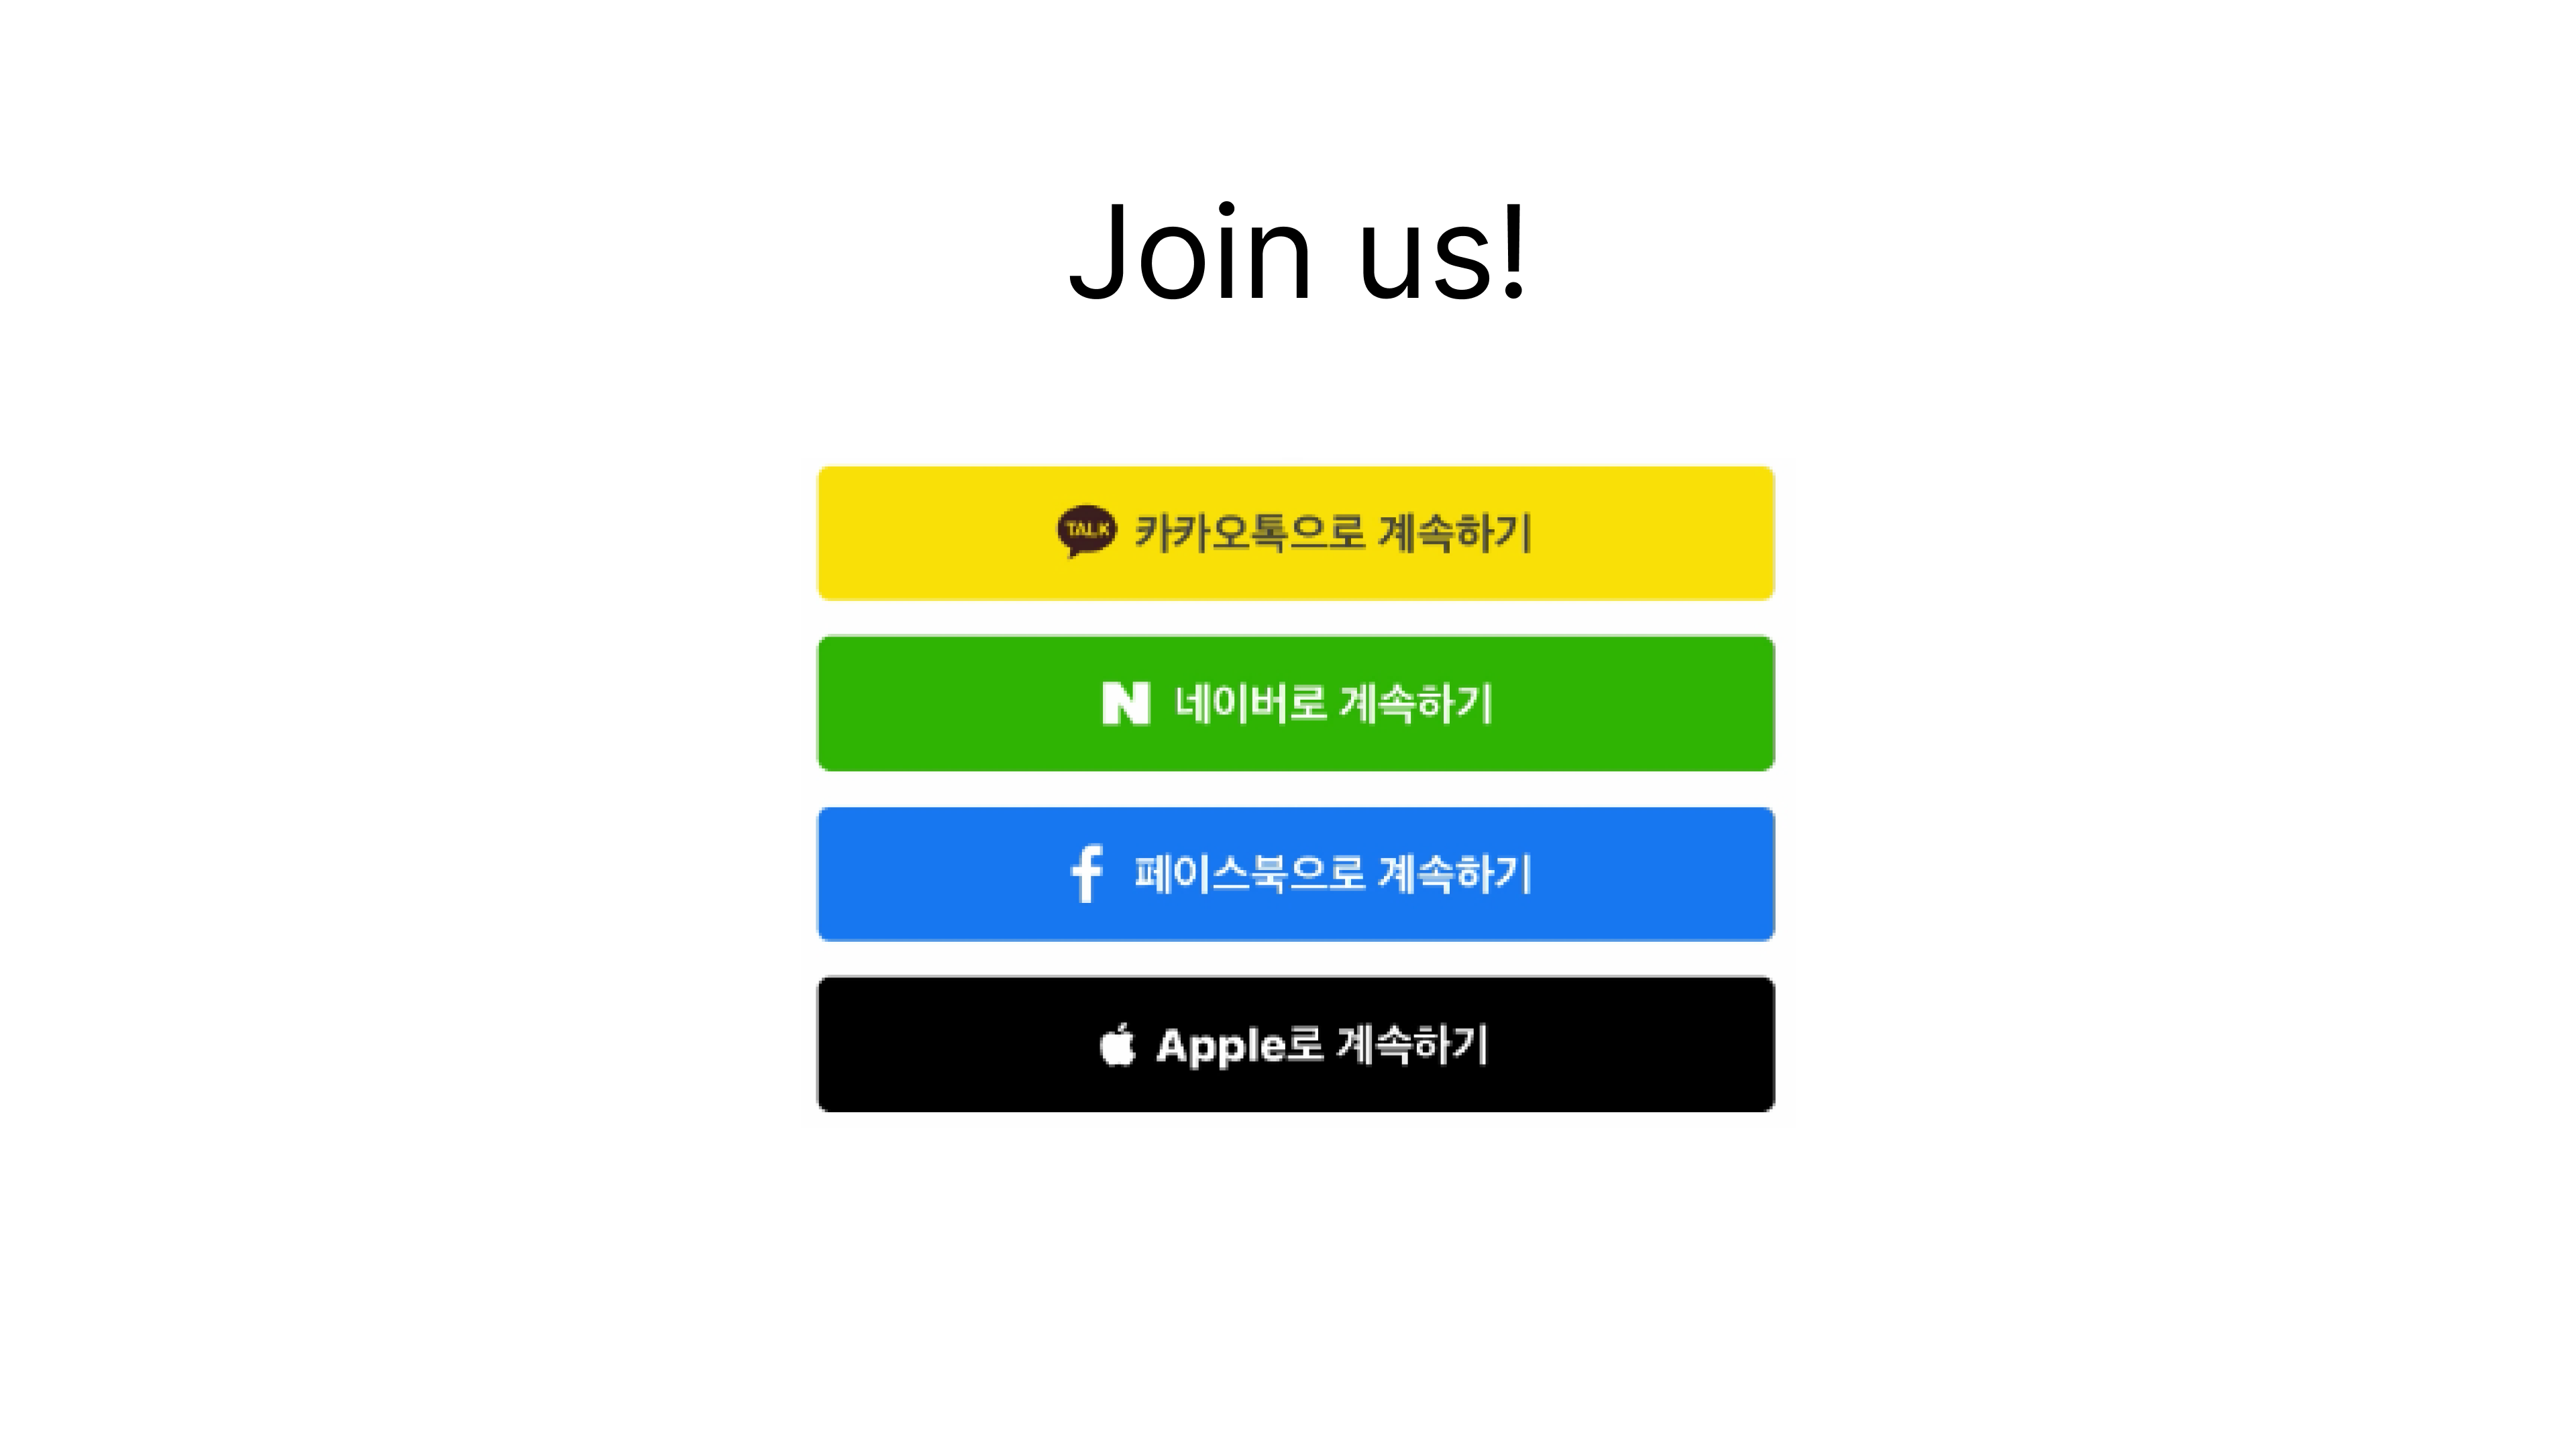 Join us!
TALK 카카오톡으로 계속하기
N 네이버로 계속하기
f 페이스북으로 계속하기
Apple로 계속하기